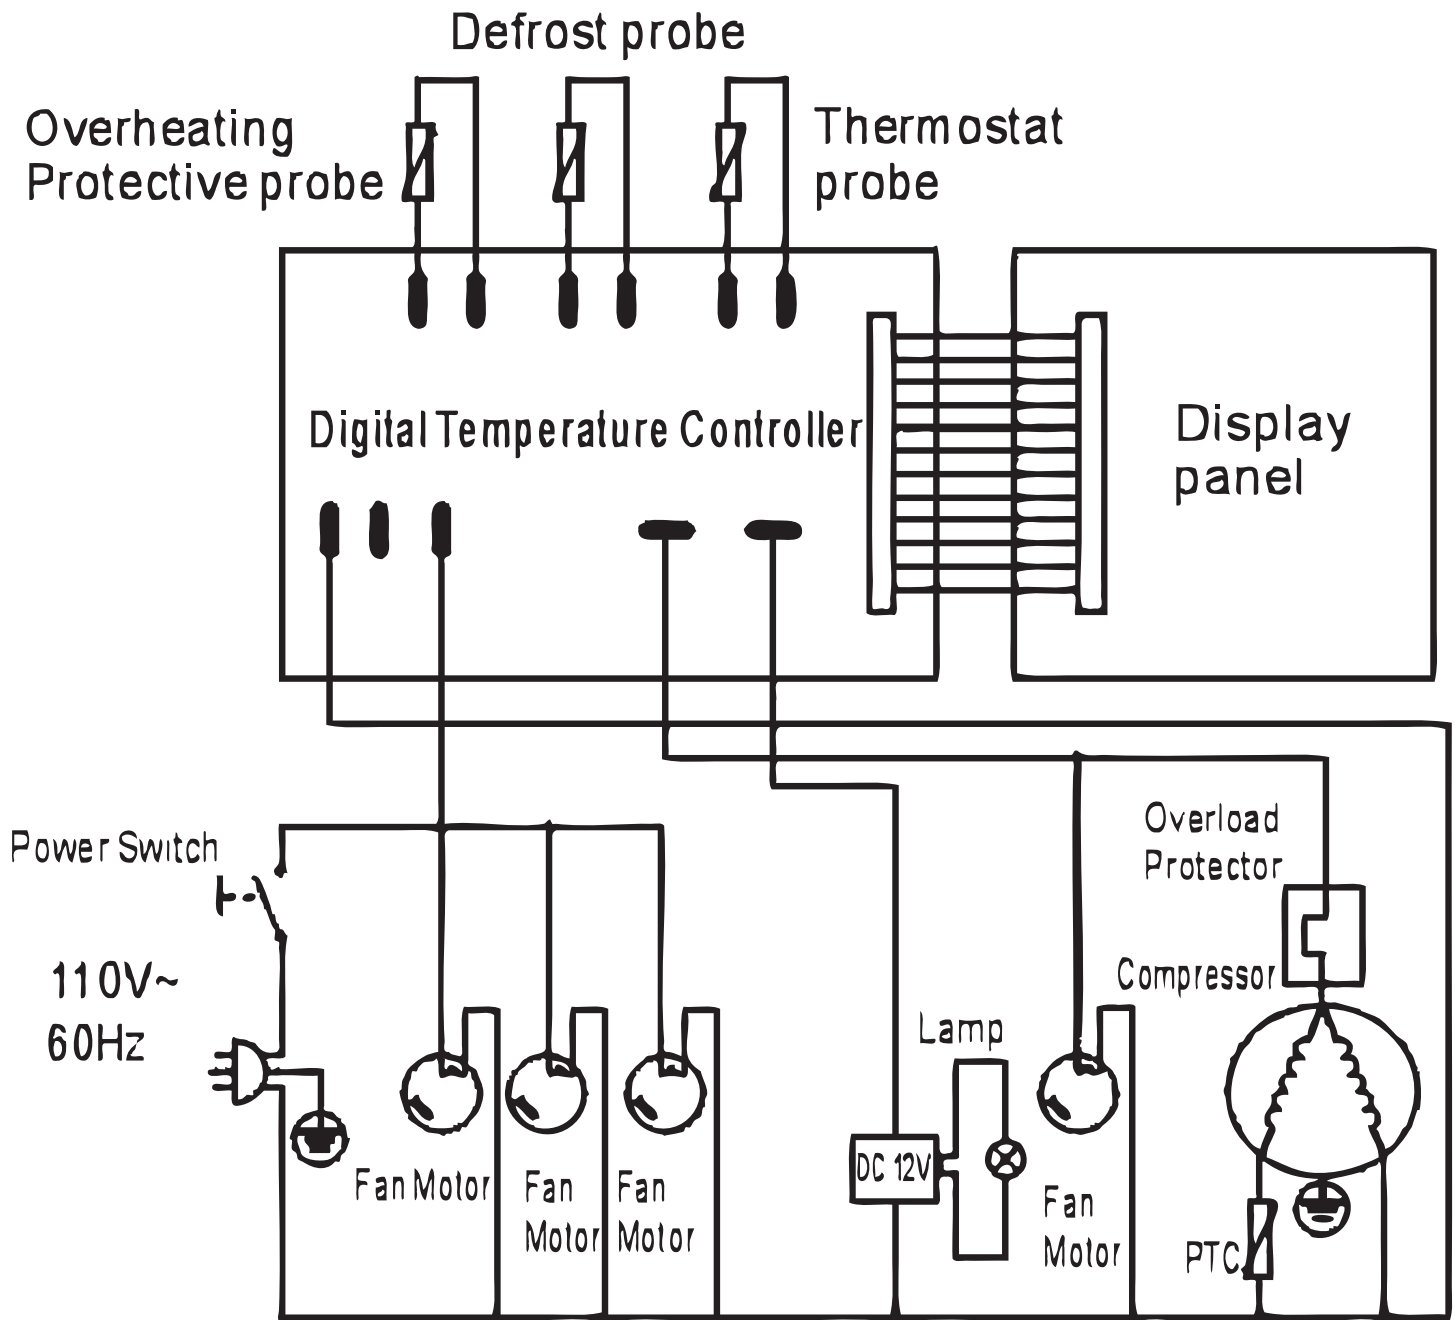 Defrost probe
Overheating
Protective probe
Thermostat
probe
Digital Temperature Controller
Display
panel
Power Switch
110V~
60Hz
Overload
Protector
Compressor
Lamp
DC 12V
Fan Motor
Fan
Motor
Fan
Motor
Fan
Motor
PTC